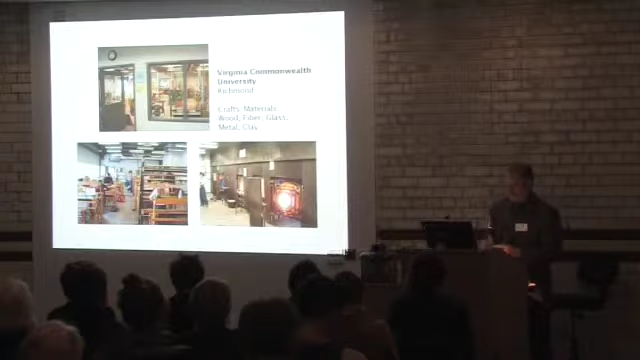 Virginia Commonwealth
University
Richmond
Crafts Materials:
Wood, Fiber, Glass,
Metal, Clay